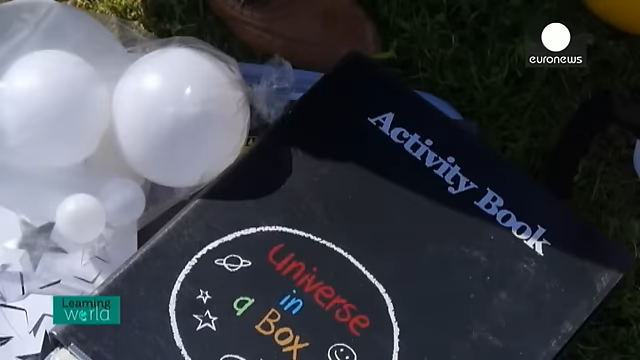 euronews
Activity Book
universe
in
a Box
Learning
world